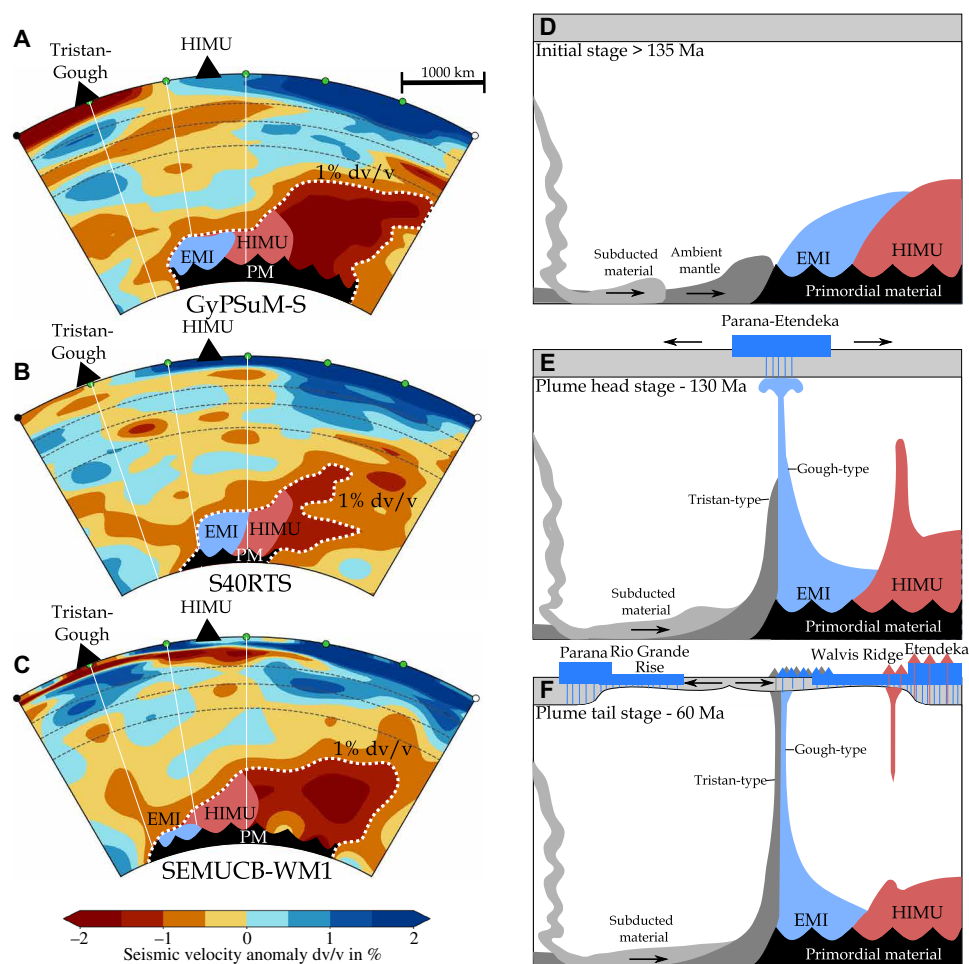 A
Tristan-
Gough
HIMU
1000 km
1% dv/v
EMI
HIMU
PM
GyPSuM-S
B
Tristan-
Gough
HIMU
1% dv/v
EMI
HIMU
PM
S40RTS
C
Tristan-
Gough
HIMU
1% dv/v
EMI
HIMU
PM
SEMUCB-WM1
−2
−1
0
1
2
Seismic velocity anomaly dv/v in %
D
Initial stage > 135 Ma
Subducted
material
Ambient
mantle
EMI
HIMU
Primordial material
Parana-Etendeka
E
Plume head stage - 130 Ma
Gough-type
Tristan-type
Subducted
material
EMI
HIMU
Primordial material
Parana
Rio Grande
Rise
Walvis Ridge
Etendeka
F
Plume tail stage - 60 Ma
Gough-type
Tristan-type
Subducted
material
EMI
HIMU
Primordial material